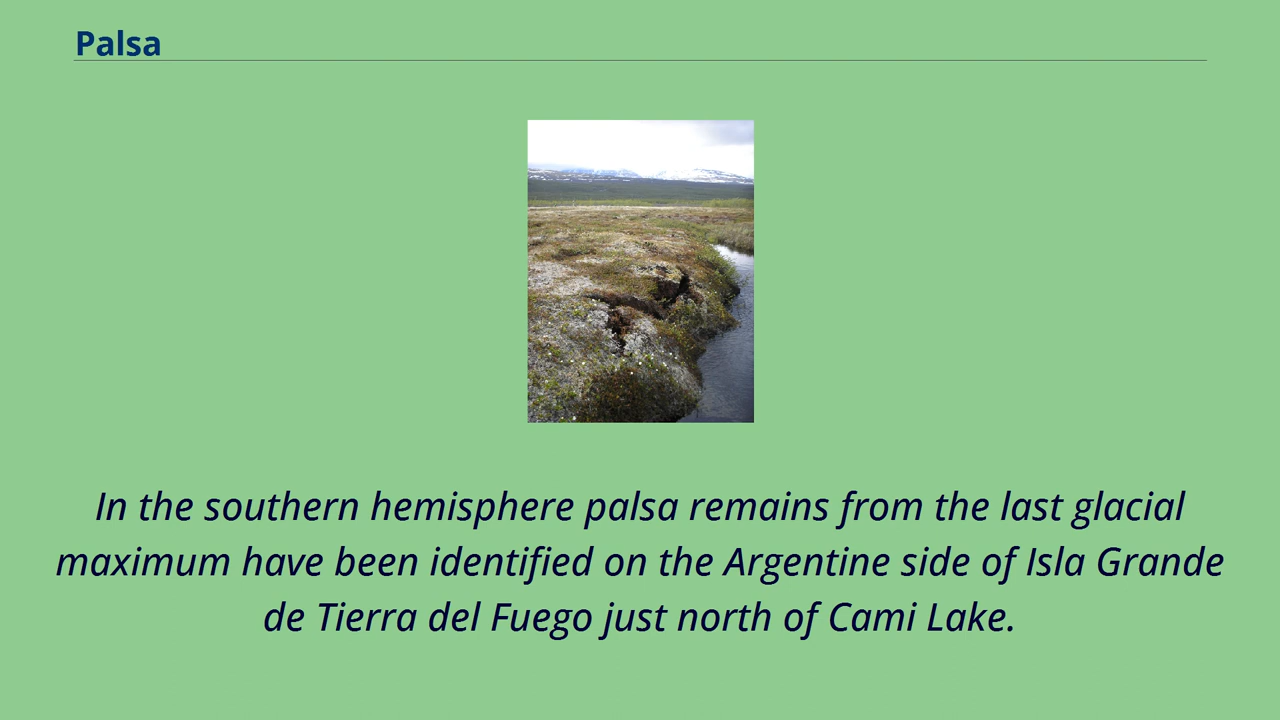 Palsa
In the southern hemisphere palsa remains from the last glacial
maximum have been identified on the Argentine side of Isla Grande
de Tierra del Fuego just north of Cami Lake.